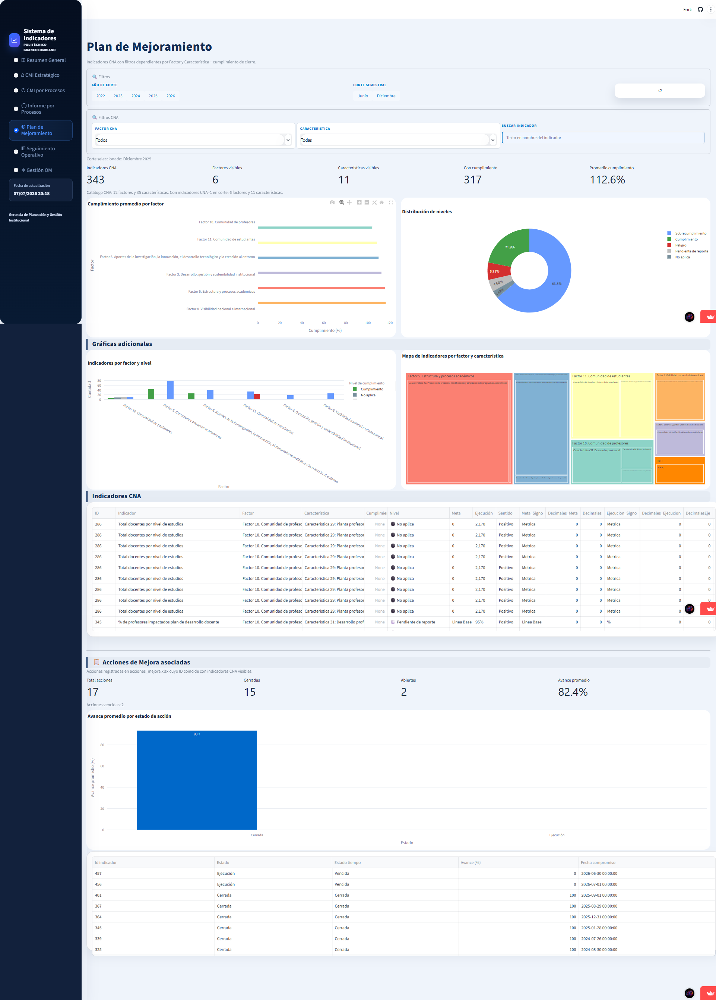 Fork
Sistema de
Indicadores
POLITÉCNICO
GRANCOLOMBIANO
Resumen General
CMI Estratégico
CMI por Procesos
Informe por
Procesos
Plan de
Mejoramiento
Seguimiento
Operativo
Gestión OM
Fecha de actualización
07/07/2026 20:18
Gerencia de Planeación y Gestión
Institucional
Plan de Mejoramiento
Indicadores CNA con filtros dependientes por Factor y Característica + cumplimiento de cierre.
Filtros
AÑO DE CORTE
CORTE SEMESTRAL
2022 2023 2024 2025 2026
Junio Diciembre
↺
Filtros CNA
FACTOR CNA
CARACTERÍSTICA
BUSCAR INDICADOR
Todos
Todas
Texto en nombre del indicador
Corte seleccionado: Diciembre 2025
Indicadores CNA Factores visibles Características visibles Con cumplimiento Promedio cumplimiento
343 6 11 317 112.6%
Catálogo CNA: 12 factores y 35 características. Con indicadores CNA=1 en corte: 6 factores y 11 características.
Cumplimiento promedio por factor
Factor 10. Comunidad de profesores
Factor 11. Comunidad de estudiantes
Factor 6. Aportes de la investigación, la innovación, el desarrollo tecnológico y la creación al entorno
Factor 3. Desarrollo, gestión y sostenibilidad institucional
Factor 5. Estructura y procesos académicos
Factor 8. Visibilidad nacional e internacional
Factor
0 20 40 60 80 100 120
Cumplimiento (%)
Distribución de niveles
63.8%
21.9%
6.71%
4.66%
2.92%
Sobrecumplimiento
Cumplimiento
Peligro
Pendiente de reporte
No aplica
Gráficas adicionales
Indicadores por factor y nivel
Cantidad
80
60
40
20
0
Nivel de cumplimiento
Cumplimiento
No aplica
Factor 10. Comunidad de profesores
Factor 5. Estructura y procesos académicos
Factor 6. Aportes de la investigación, la innovación, el desarrollo tecnológico y la creación al entorno
Factor 11. Comunidad de estudiantes
Factor 3. Desarrollo, gestión y sostenibilidad institucional
Factor 8. Visibilidad nacional e internacional
Factor
Mapa de indicadores por factor y característica
Factor 5. Estructura y procesos académicos
Característica 20: Procesos de creación, modificación y ampliación de programas académicos
Factor 11. Comunidad de estudiantes
Factor 10. Comunidad de profesores
Característica 31: Desarrollo profesoral
Factor 8. Visibilidad nacional e internacional
Factor 3. Desarrollo, gestión y sostenibilidad institucional
nan
nan
Indicadores CNA
ID Indicador Factor Característica Cumplimier Nivel Meta Ejecución Sentido Meta_Signo Decimales_Meta Decimales Ejecucion_Signo Decimales_Ejecucion DecimalesEje
286 Total docentes por nivel de estudios Factor 10. Comunidad de profeso Característica 29: Planta profesor None No aplica 0 2,170 Positivo Metrica 0 0 Metrica 0 0
286 Total docentes por nivel de estudios Factor 10. Comunidad de profeso Característica 29: Planta profesor None No aplica 0 2,170 Positivo Metrica 0 0 Metrica 0 0
286 Total docentes por nivel de estudios Factor 10. Comunidad de profeso Característica 29: Planta profesor None No aplica 0 2,170 Positivo Metrica 0 0 Metrica 0 0
286 Total docentes por nivel de estudios Factor 10. Comunidad de profeso Característica 29: Planta profesor None No aplica 0 2,170 Positivo Metrica 0 0 Metrica 0 0
286 Total docentes por nivel de estudios Factor 10. Comunidad de profeso Característica 29: Planta profesor None No aplica 0 2,170 Positivo Metrica 0 0 Metrica 0 0
286 Total docentes por nivel de estudios Factor 10. Comunidad de profeso Característica 29: Planta profesor None No aplica 0 2,170 Positivo Metrica 0 0 Metrica 0 0
286 Total docentes por nivel de estudios Factor 10. Comunidad de profeso Característica 29: Planta profesor None No aplica 0 2,170 Positivo Metrica 0 0 Metrica 0 0
286 Total docentes por nivel de estudios Factor 10. Comunidad de profeso Característica 29: Planta profesor None No aplica 0 2,170 Positivo Metrica 0 0 Metrica 0 0
286 Total docentes por nivel de estudios Factor 10. Comunidad de profeso Característica 29: Planta profesor None No aplica 0 2,170 Positivo Metrica 0 0 Metrica 0 0
345 % de profesores impactados plan de desarrollo docente Factor 10. Comunidad de profeso Característica 31: Desarrollo prof None Pendiente de reporte Linea Base 95% Positivo Linea Base 0 0 % 0 0
Acciones de Mejora asociadas
Acciones registradas en acciones_mejora.xlsx cuyo ID coincide con indicadores CNA visibles.
Total acciones Cerradas Abiertas Avance promedio
17 15 2 82.4%
Acciones vencidas: 2
Avance promedio por estado de acción
93.3
Avance promedio (%)
80
60
40
20
0
Cerrada Ejecución
Estado
Id indicador Estado Estado tiempo Avance (%) Fecha compromiso
457 Ejecución Vencida 0 2026-06-30 00:00:00
456 Ejecución Vencida 0 2026-07-01 00:00:00
401 Cerrada Cerrada 100 2025-09-01 00:00:00
367 Cerrada Cerrada 100 2025-08-29 00:00:00
364 Cerrada Cerrada 100 2025-12-31 00:00:00
345 Cerrada Cerrada 100 2025-01-28 00:00:00
339 Cerrada Cerrada 100 2024-07-26 00:00:00
325 Cerrada Cerrada 100 2024-08-30 00:00:00